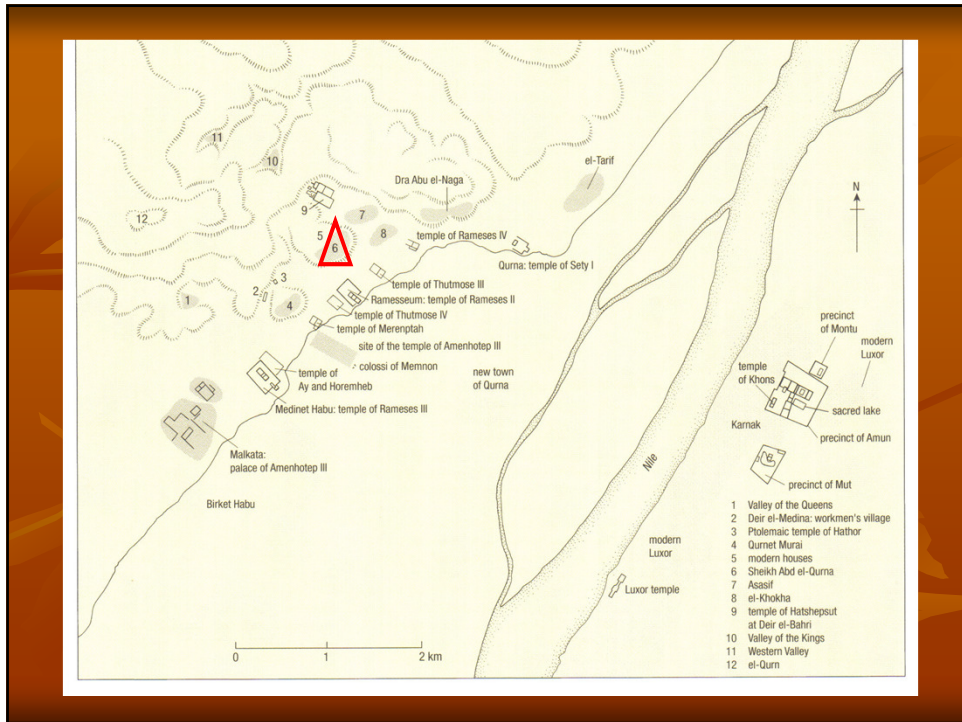 11
10
el-Tarif
Dra Abu el-Naga
N
12
9
7
5
6
8
temple of Rameses IV
Qurna: temple of Sety I
3
temple of Thutmose III
2
1
4
Ramesseum: temple of Rameses II
temple of Thutmose IV
temple of Merenptah
site of the temple of Amenhotep III
colossi of Memnon
temple of
Ay and Horemheb
new town
of Qurna
Medinet Habu: temple of Rameses III
Malkata:
palace of Amenhotep III
Birket Habu
precinct
of Montu
modern
Luxor
temple
of Khons
sacred lake
Karnak
precinct of Amun
Nile
precinct of Mut
modern
Luxor
Luxor temple
0 1 2 km
1 Valley of the Queens
2 Deir el-Medina: workmen's village
3 Ptolemaic temple of Hathor
4 Qurnet Murai
5 modern houses
6 Sheikh Abd el-Qurna
7 Asasif
8 el-Khokha
9 temple of Hatshepsut
at Deir el-Bahri
10 Valley of the Kings
11 Western Valley
12 el-Qurn